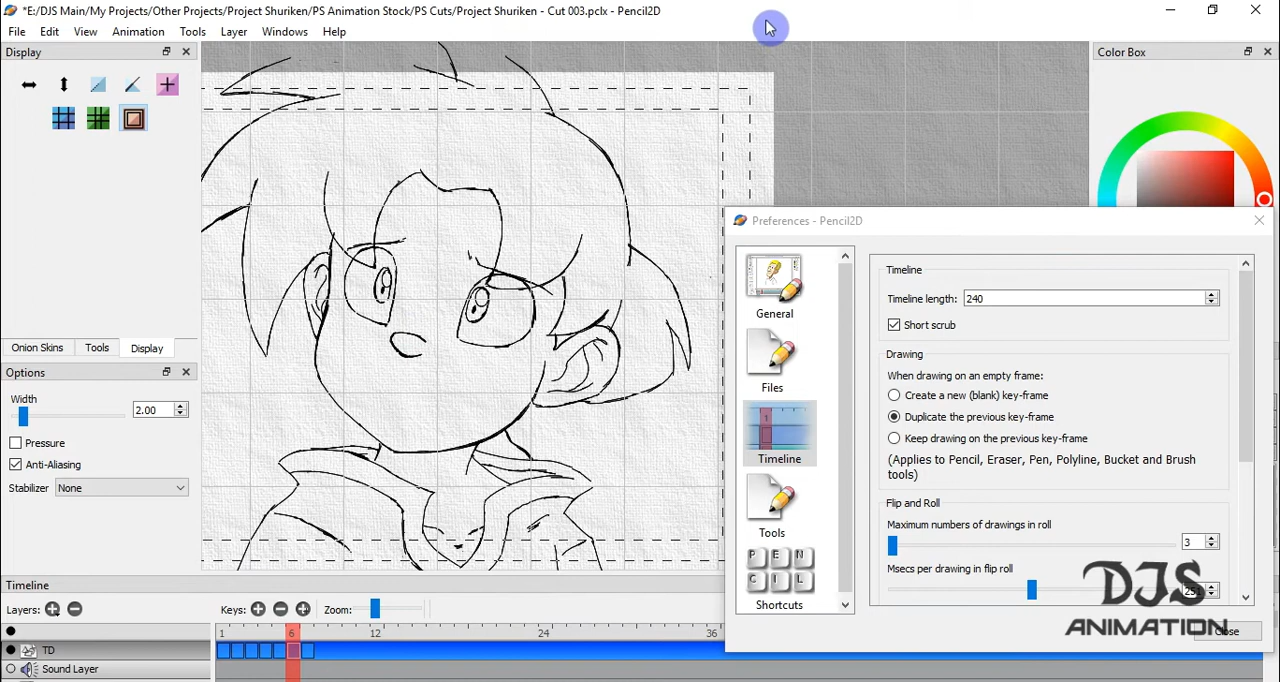 *E:/DJS Main/My Projects/Other Projects/Project Shuriken/PS Animation Stock/PS Cuts/Project Shuriken - Cut 003.pclx - Pencil2D
File Edit View Animation Tools Layer Windows Help
Display
Color Box
Preferences - Pencil2D
General
Files
1
Timeline
Tools
P E N
C I L
Shortcuts
Timeline
Timeline length: 240
Short scrub
Drawing
When drawing on an empty frame:
Create a new (blank) key-frame
Duplicate the previous key-frame
Keep drawing on the previous key-frame
(Applies to Pencil, Eraser, Pen, Polyline, Bucket and Brush
tools)
Flip and Roll
Maximum numbers of drawings in roll
3
Msecs per drawing in flip roll
251
Close
DJS
ANIMATION
Onion Skins Tools Display
Options
Width
2.00
Pressure
Anti-Aliasing
Stabilizer None
Timeline
Layers: Keys: Zoom:
1 6 12 24 36
TD
Sound Layer